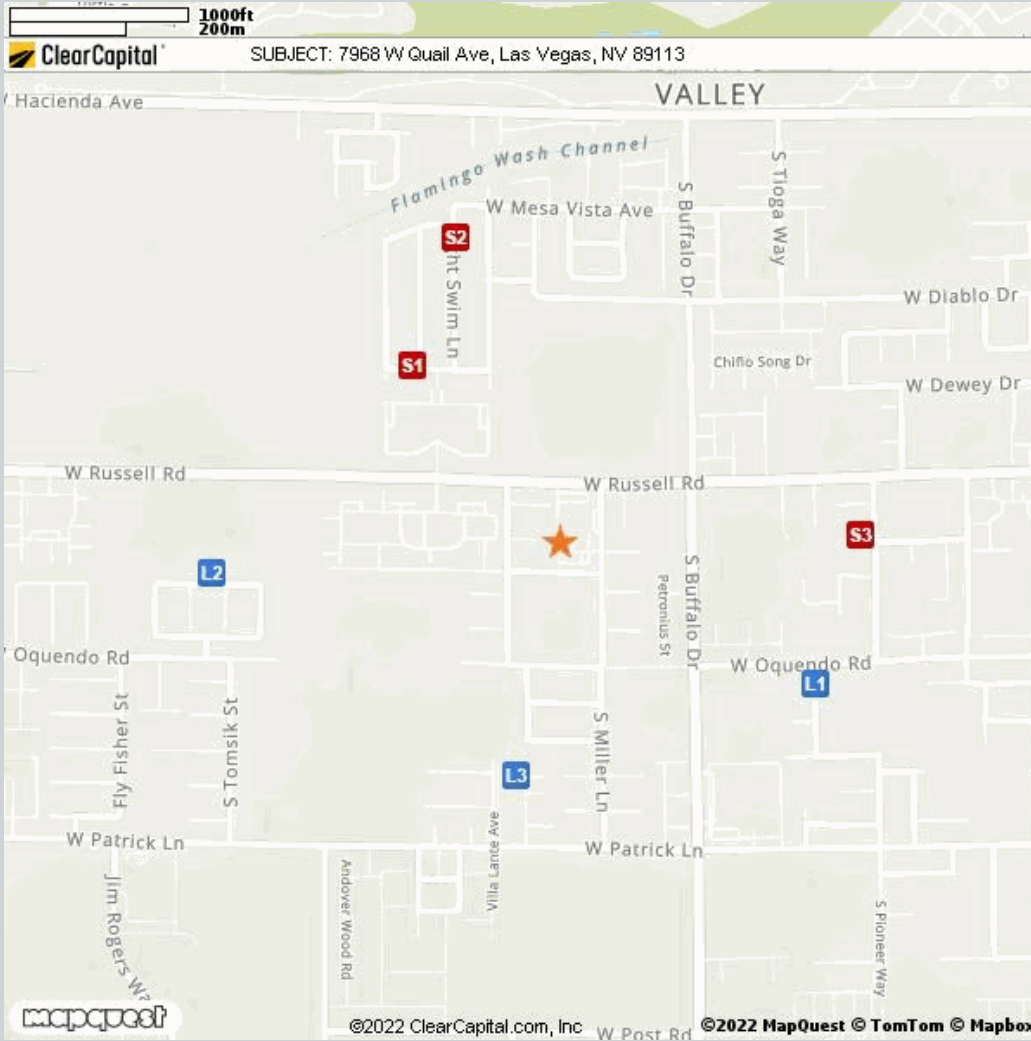 1000ft
200m
ClearCapital
SUBJECT: 7968 W Quail Ave, Las Vegas, NV 89113
VALLEY
Hacienda Ave
Flamingo Wash Channel
S Tioga Way
W Mesa Vista Ave
S Buffalo Dr
S2
ht Swim Ln
W Diablo Dr
S1
Chiflo Song Dr
W Dewey Dr
W Russell Rd
W Russell Rd
S3
L2
S Buffalo Dr
Petronius St
Oquendo Rd
W Oquendo Rd
L1
Fly Fisher St
S Tomsik St
S Miller Ln
L3
W Patrick Ln
W Patrick Ln
Villa Lante Ave
Andover Wood Rd
Jim Rogers Wa
S Pioneer Way
mapquest
©2022 ClearCapital.com, Inc
W Post Rd
©2022 MapQuest © TomTom © Mapbox